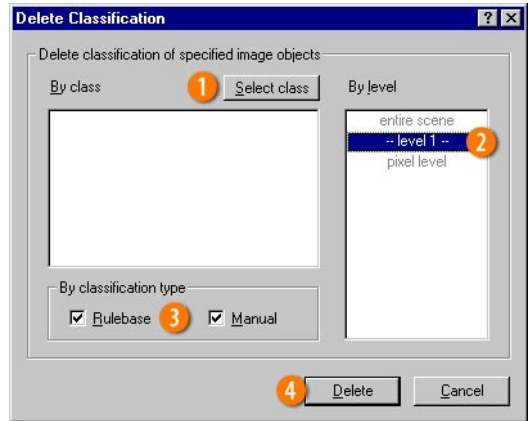 Delete Classification
Delete classification of specified image objects
By class
1
Select class
By level
entire scene
-- level 1 --
2
pixel level
By classification type
Rulebase
3
Manual
4
Delete
Cancel